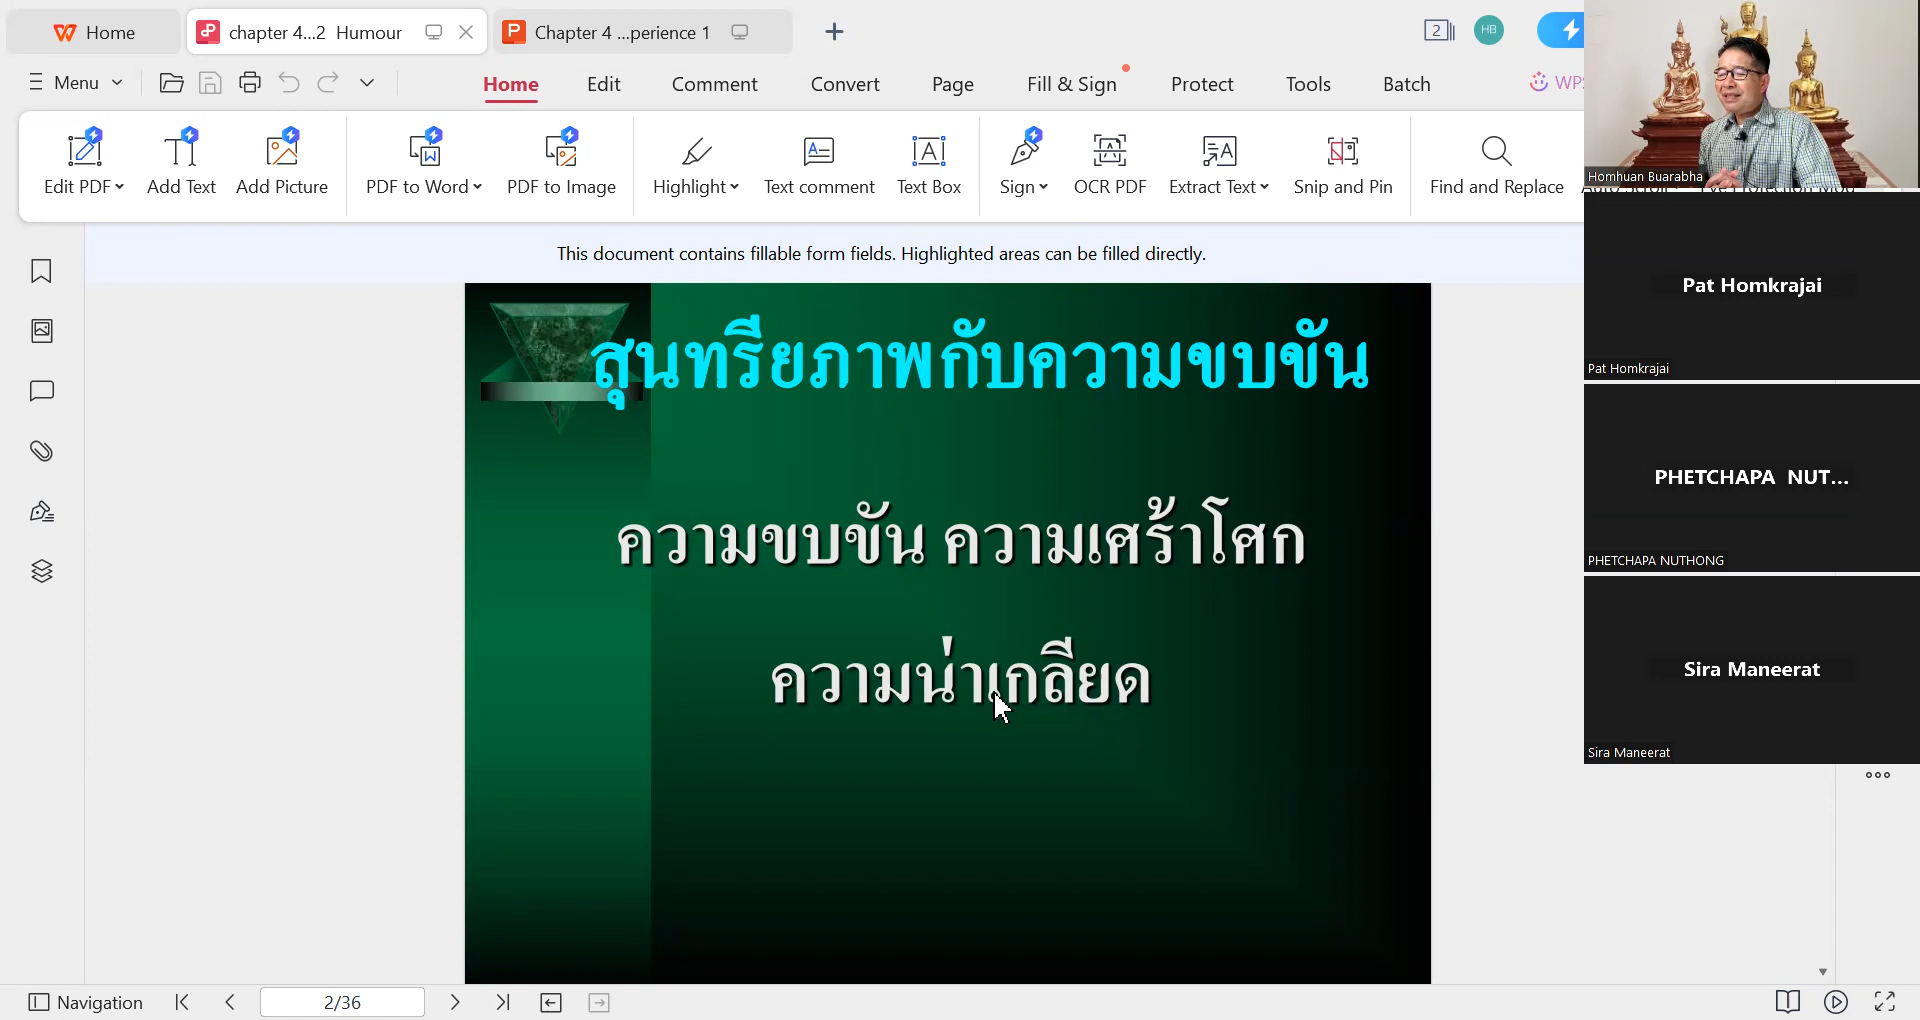 Home
chapter 4...2 Humour
Chapter 4 ...perience 1
2
HB
Menu
Home
Edit
Comment
Convert
Page
Fill & Sign
Protect
Tools
Batch
WPS
Edit PDF
Add Text
Add Picture
PDF to Word
PDF to Image
Highlight
Text comment
Text Box
Sign
OCR PDF
Extract Text
Snip and Pin
Find and Replace
Homhuan Buarabha
This document contains fillable form fields. Highlighted areas can be filled directly.
Pat Homkrajai
Pat Homkrajai
PHETCHAPA NUT...
PHETCHAPA NUTHONG
Sira Maneerat
Sira Maneerat
สุนทรียภาพกับความขบขัน
ความขบขัน ความเศร้าโศก
ความน่าเกลียด
Navigation
2/36